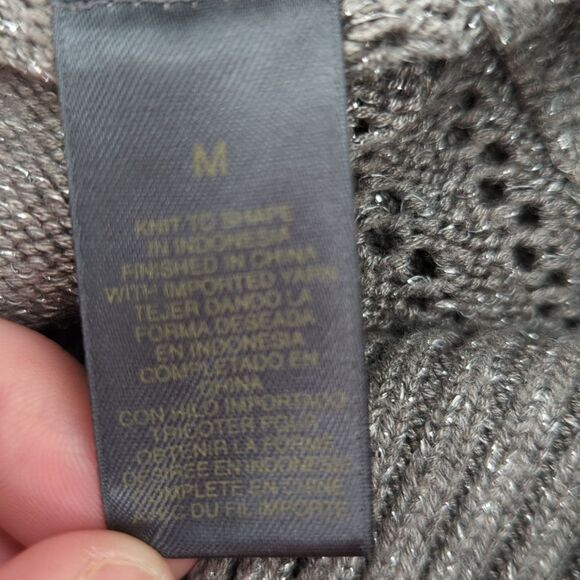 M
KNIT TO SHAPE
IN INDONESIA
FINISHED IN CHINA
WITH IMPORTED YARN
TEJER DANDO LA
FORMA DESEADA
EN INDONESIA
COMPLETADO EN
CHINA
CON HILO IMPORTADO
TRICOTER POUR
OBTENIR LA FORME
DESIREE EN INDONESIE
COMPLETE EN CHINE
AVEC DU FIL IMPORTE